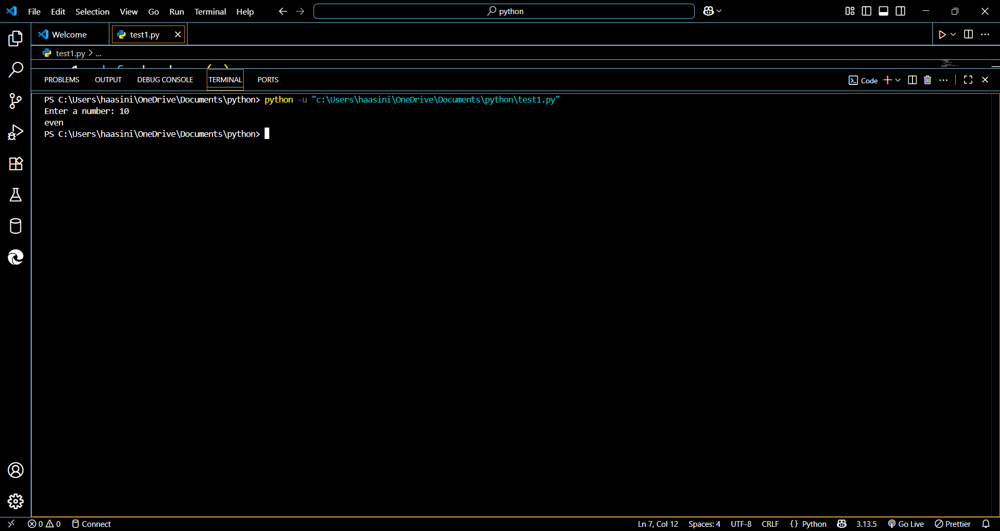 File Edit Selection View Go Run Terminal Help python
Welcome test1.py
test1.py > ...
PROBLEMS OUTPUT DEBUG CONSOLE TERMINAL PORTS Code
PS C:\Users\haasini\OneDrive\Documents\python> python -u "c:\Users\haasini\OneDrive\Documents\python\test1.py"
Enter a number: 10
even
PS C:\Users\haasini\OneDrive\Documents\python>
0 0 Connect Ln 7, Col 12 Spaces: 4 UTF-8 CRLF {} Python 3.13.5 Go Live Prettier